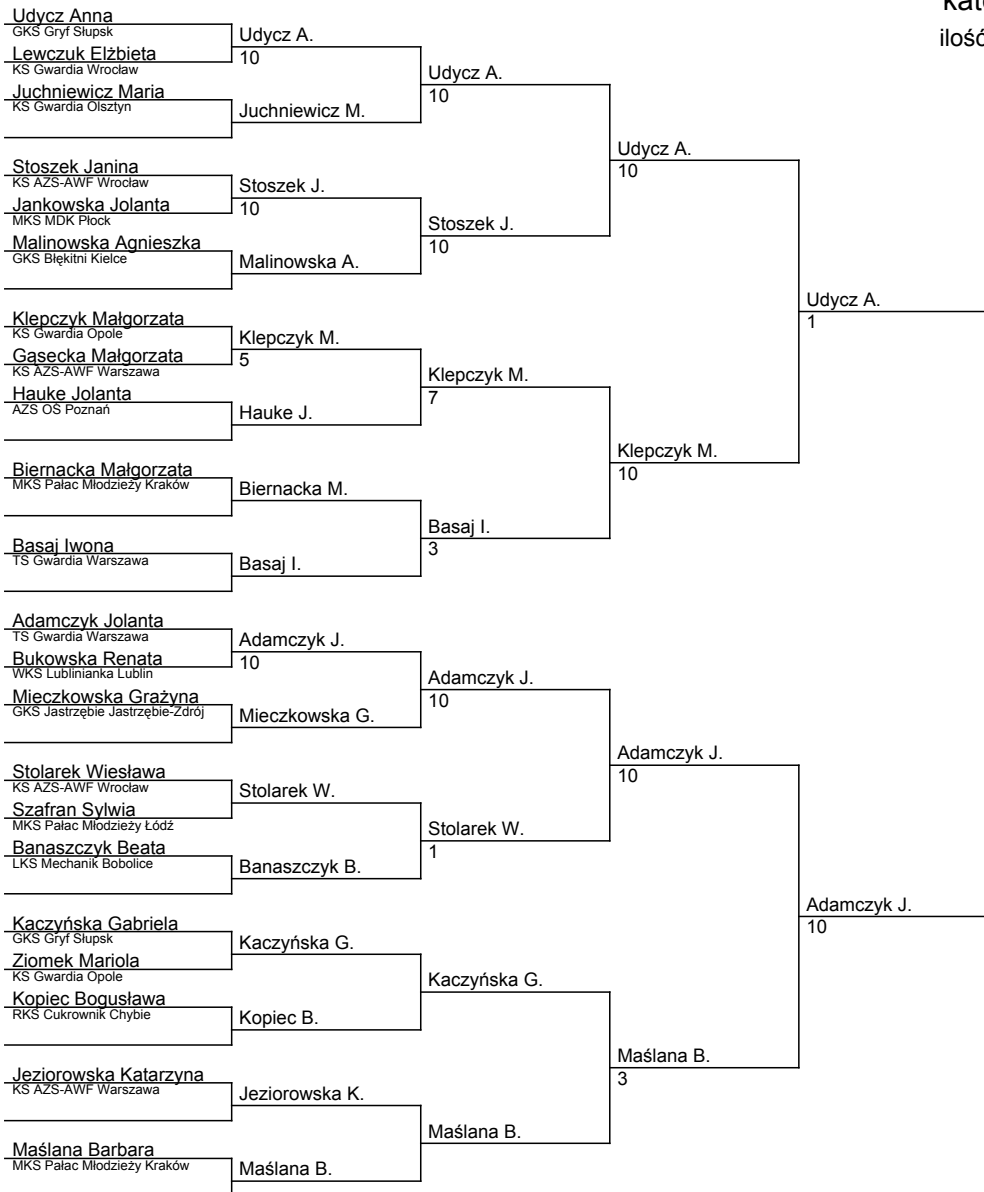 kat
ilość
Udycz Anna
GKS Gryf Słupsk
Lewczuk Elżbieta
KS Gwardia Wrocław
Juchniewicz Maria
KS Gwardia Olsztyn
Stoszek Janina
KS AZS-AWF Wrocław
Jankowska Jolanta
MKS MDK Płock
Malinowska Agnieszka
GKS Błękitni Kielce
Klepczyk Małgorzata
KS Gwardia Opole
Gąsecka Małgorzata
KS AZS-AWF Warszawa
Hauke Jolanta
AZS OŚ Poznań
Biernacka Małgorzata
MKS Pałac Młodzieży Kraków
Basaj Iwona
TS Gwardia Warszawa
Adamczyk Jolanta
TS Gwardia Warszawa
Bukowska Renata
WKS Lublinianka Lublin
Mieczkowska Grażyna
GKS Jastrzębie Jastrzębie-Zdrój
Stolarek Wiesława
KS AZS-AWF Wrocław
Szafran Sylwia
MKS Pałac Młodzieży Łódź
Banaszczyk Beata
LKS Mechanik Bobolice
Kaczyńska Gabriela
GKS Gryf Słupsk
Ziomek Mariola
KS Gwardia Opole
Kopiec Bogusława
RKS Cukrownik Chybie
Jeziorowska Katarzyna
KS AZS-AWF Warszawa
Maślana Barbara
MKS Pałac Młodzieży Kraków
Udycz A.
10
Juchniewicz M.
Stoszek J.
10
Malinowska A.
Klepczyk M.
5
Hauke J.
Biernacka M.
Basaj I.
Adamczyk J.
10
Mieczkowska G.
Stolarek W.
Banaszczyk B.
Kaczyńska G.
Kopiec B.
Jeziorowska K.
Maślana B.
Udycz A.
10
Stoszek J.
10
Klepczyk M.
7
Basaj I.
3
Adamczyk J.
10
Stolarek W.
1
Kaczyńska G.
Maślana B.
Udycz A.
10
Klepczyk M.
10
Adamczyk J.
10
Maślana B.
3
Udycz A.
1
Adamczyk J.
10